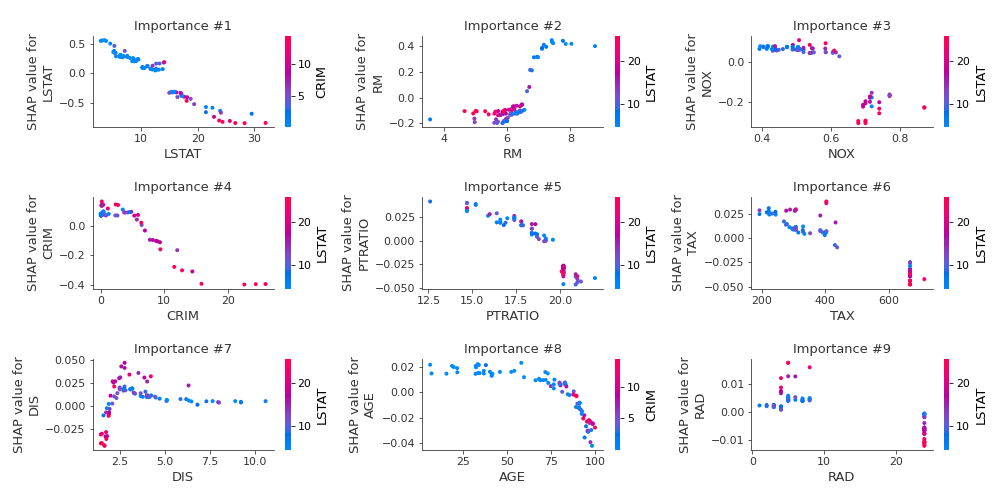 Importance #1
Importance #2
Importance #3
SHAP value for
LSTAT
0.5
0.0
−0.5
10
20
30
LSTAT
10
5
CRIM
SHAP value for
RM
0.4
0.2
0.0
−0.2
4
6
8
RM
20
10
LSTAT
SHAP value for
NOX
0.0
−0.2
0.4
0.6
0.8
NOX
20
10
LSTAT
Importance #4
Importance #5
Importance #6
SHAP value for
CRIM
0.0
−0.2
−0.4
0
10
20
CRIM
20
10
LSTAT
SHAP value for
PTRATIO
0.025
0.000
−0.025
−0.050
12.5
15.0
17.5
20.0
PTRATIO
20
10
LSTAT
SHAP value for
TAX
0.025
0.000
−0.025
−0.050
200
400
600
TAX
20
10
LSTAT
Importance #7
Importance #8
Importance #9
SHAP value for
DIS
0.050
0.025
0.000
−0.025
2.5
5.0
7.5
10.0
DIS
20
10
LSTAT
SHAP value for
AGE
0.02
0.00
−0.02
−0.04
25
50
75
100
AGE
10
5
CRIM
SHAP value for
RAD
0.01
0.00
−0.01
0
10
20
RAD
20
10
LSTAT